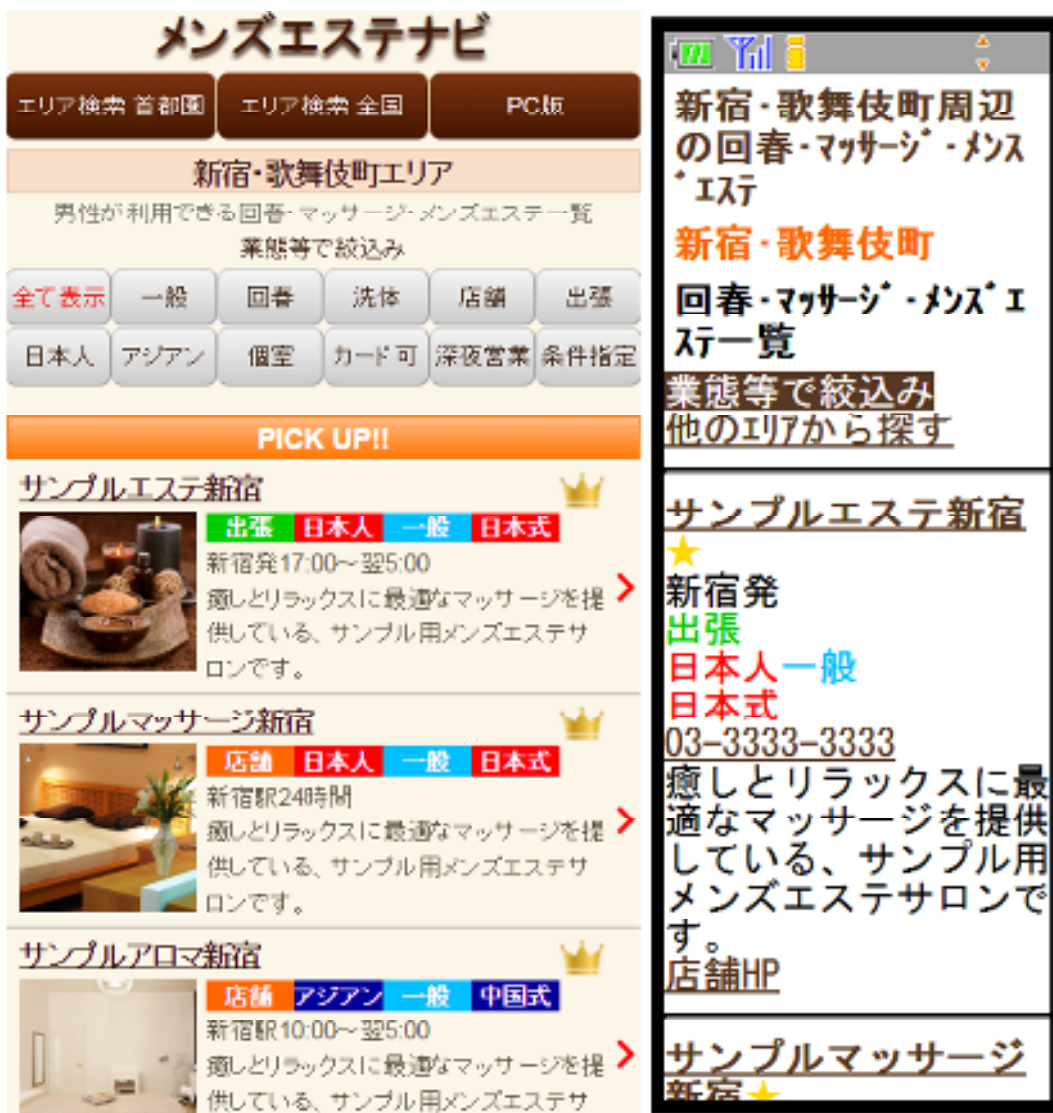 メンズエステナビ
エリア検索 首都圏 エリア検索 全国 PC版
新宿・歌舞伎町エリア
男性が利用できる回春・マッサージ・メンズエステ一覧
業態等で絞込み
全て表示 一般 回春 洗体 店舗 出張
日本人 アジアン 個室 カード可 深夜営業 条件指定
PICK UP!!
サンプルエステ新宿
出張 日本人 一般 日本式
新宿発17:00～翌5:00
癒しとリラックスに最適なマッサージを提
供している、サンプル用メンズエステサ
ロンです。
サンプルマッサージ新宿
店舗 日本人 一般 日本式
新宿駅24時間
癒しとリラックスに最適なマッサージを提
供している、サンプル用メンズエステサ
ロンです。
サンプルアロマ新宿
店舗 アジアン 一般 中国式
新宿駅10:00～翌5:00
癒しとリラックスに最適なマッサージを提
供している、サンプル用メンズエステサ
新宿・歌舞伎町周辺
の回春・ﾏｯｻｰｼﾞ・ﾒﾝｽ
ﾞｴｽﾃ
新宿・歌舞伎町
回春・ﾏｯｻｰｼﾞ・ﾒﾝｽﾞｴ
ｽﾃ一覧
業態等で絞込み
他のｴﾘｱから探す
サンプルエステ新宿
★
新宿発
出張
日本人一般
日本式
03-3333-3333
癒しとリラックスに最
適なマッサージを提供
している、サンプル用
メンズエステサロンで
す。
店舗HP
サンプルマッサージ
新宿★